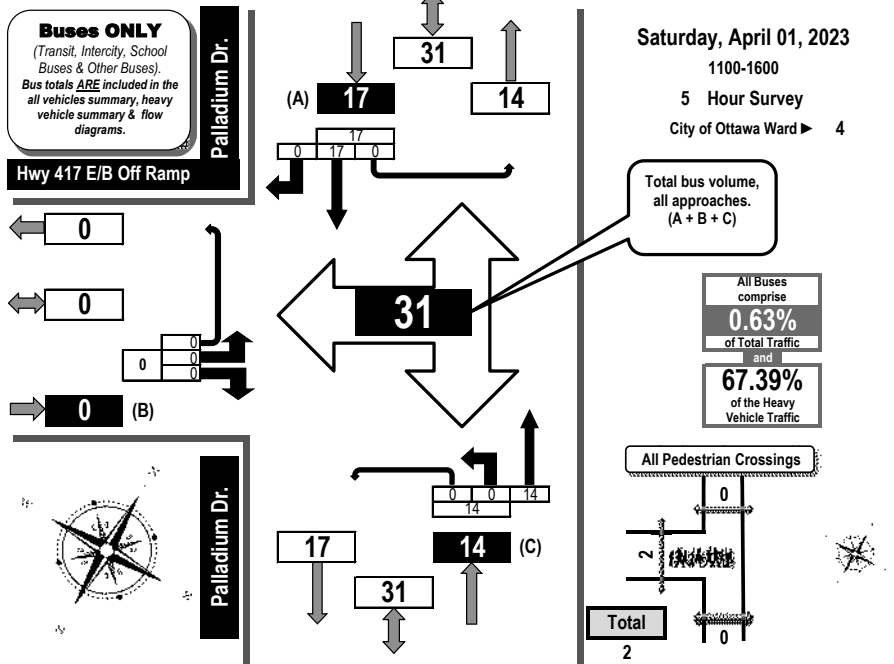 Buses ONLY
(Transit, Intercity, School
Buses & Other Buses).
Bus totals ARE included in the
all vehicles summary, heavy
vehicle summary & flow
diagrams.
Palladium Dr.
Hwy 417 E/B Off Ramp
31
(A) 17
14
17
0 17 0
Saturday, April 01, 2023
1100-1600
5 Hour Survey
City of Ottawa Ward ► 4
Total bus volume,
all approaches.
(A + B + C)
0
0
0
0
0
0
0 (B)
31
All Buses
comprise
0.63%
of Total Traffic
and
67.39%
of the Heavy
Vehicle Traffic
Palladium Dr.
0 0 14
14
17
14 (C)
31
All Pedestrian Crossings
0
2
0
Total
2